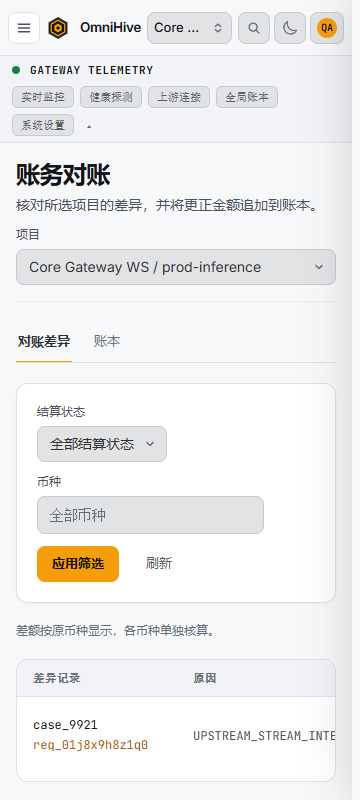 OmniHive Core ... QA
GATEWAY TELEMETRY
实时监控 健康探测 上游连接 全局账本
系统设置
账务对账
核对所选项目的差异，并将更正金额追加到账本。
项目
Core Gateway WS / prod-inference
对账差异 账本
结算状态
全部结算状态
币种
全部币种
应用筛选 刷新
差额按原币种显示，各币种单独核算。
差异记录 原因
case_9921
req_01j8x9h8z1q0
UPSTREAM_STREAM_INTE